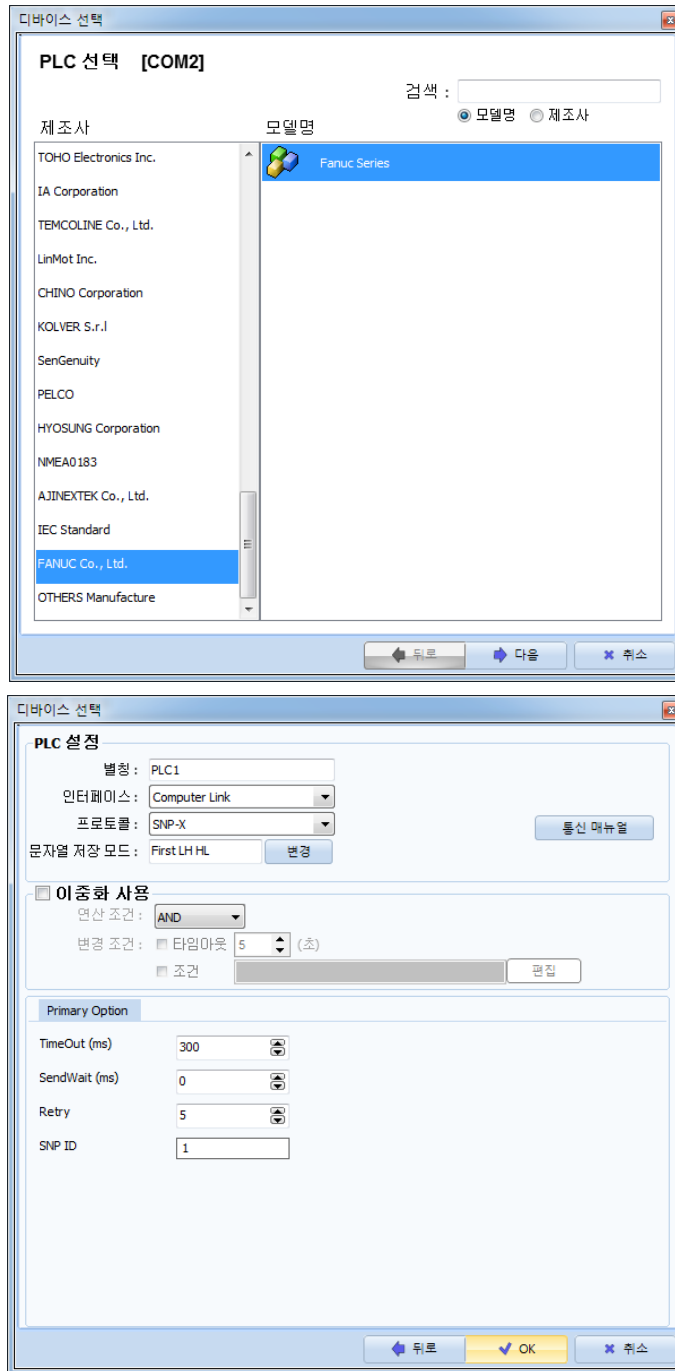 디바이스 선택
PLC 선택 [COM2]
검색 :
모델명 제조사
제조사
모델명
TOHO Electronics Inc.
Fanuc Series
IA Corporation
TEMCOLINE Co., Ltd.
LinMot Inc.
CHINO Corporation
KOLVER S.r.l
SenGenuity
PELCO
HYOSUNG Corporation
NMEA0183
AJINEXTEK Co., Ltd.
IEC Standard
FANUC Co., Ltd.
OTHERS Manufacture
뒤로 다음 취소
디바이스 선택
PLC 설정
별칭 : PLC1
인터페이스 : Computer Link
프로토콜 : SNP-X 통신 매뉴얼
문자열 저장 모드 : First LH HL 변경
이중화 사용
연산 조건 : AND
변경 조건 : 타임아웃 5 (초)
조건 편집
Primary Option
TimeOut (ms) 300
SendWait (ms) 0
Retry 5
SNP ID 1
뒤로 OK 취소